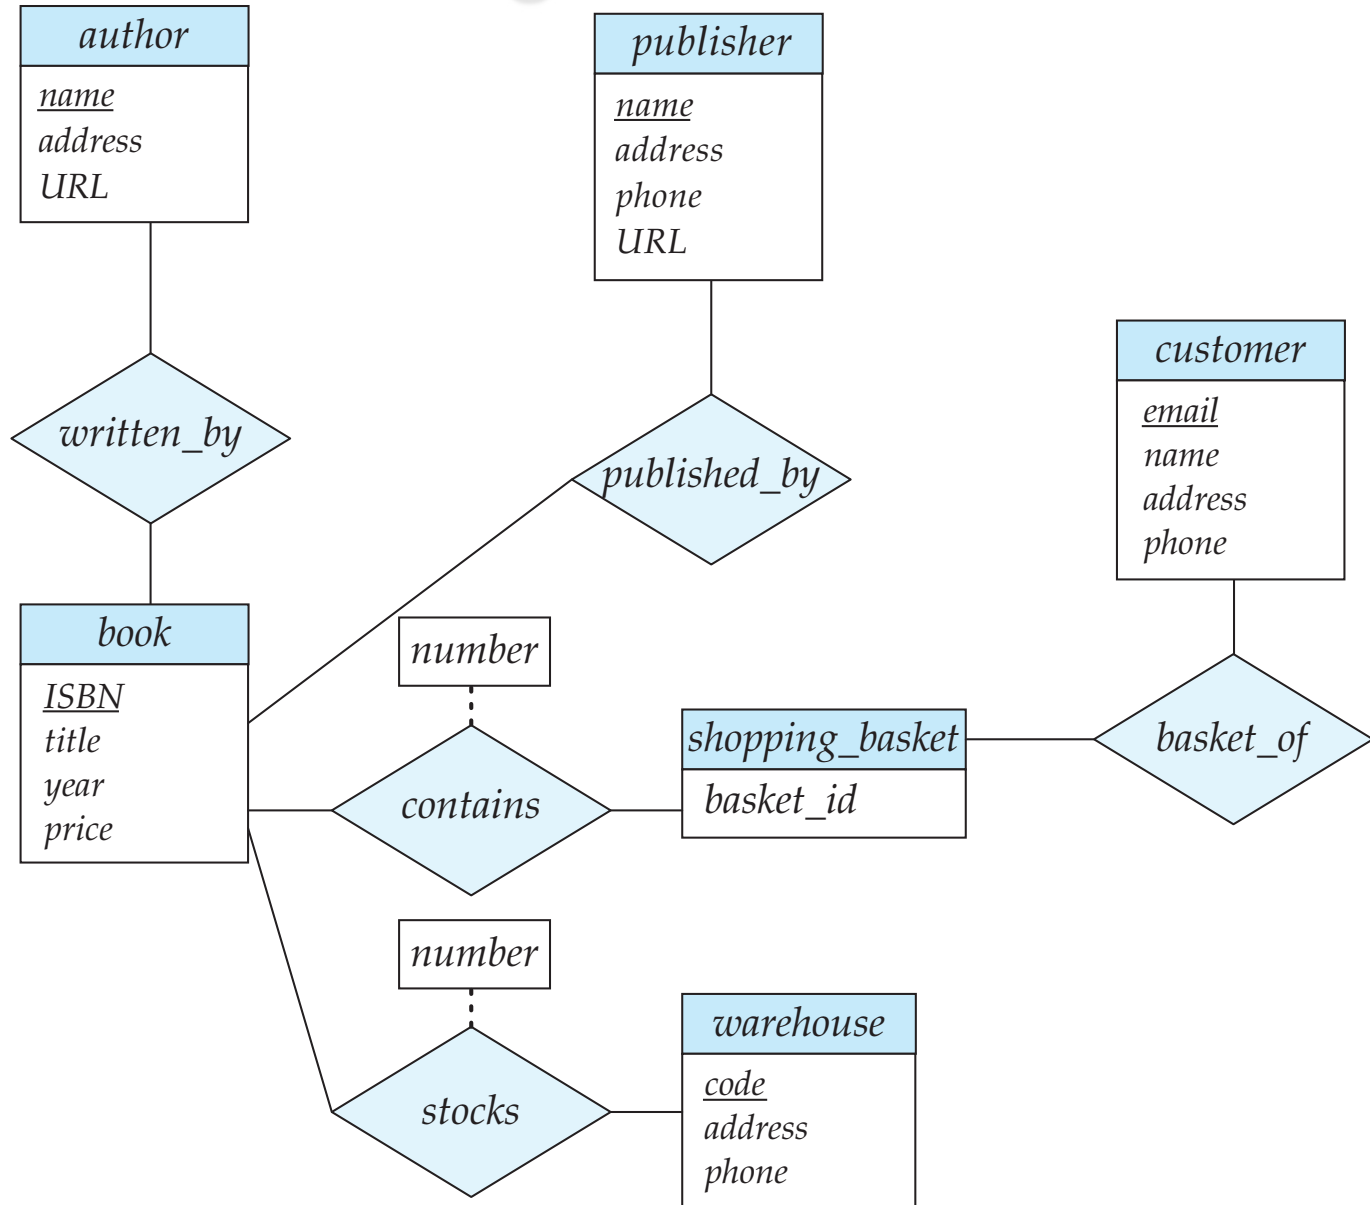 author
name
address
URL
publisher
name
address
phone
URL
customer
email
name
address
phone
written_by
published_by
book
ISBN
title
year
price
number
contains
shopping_basket
basket_id
basket_of
number
stocks
warehouse
code
address
phone